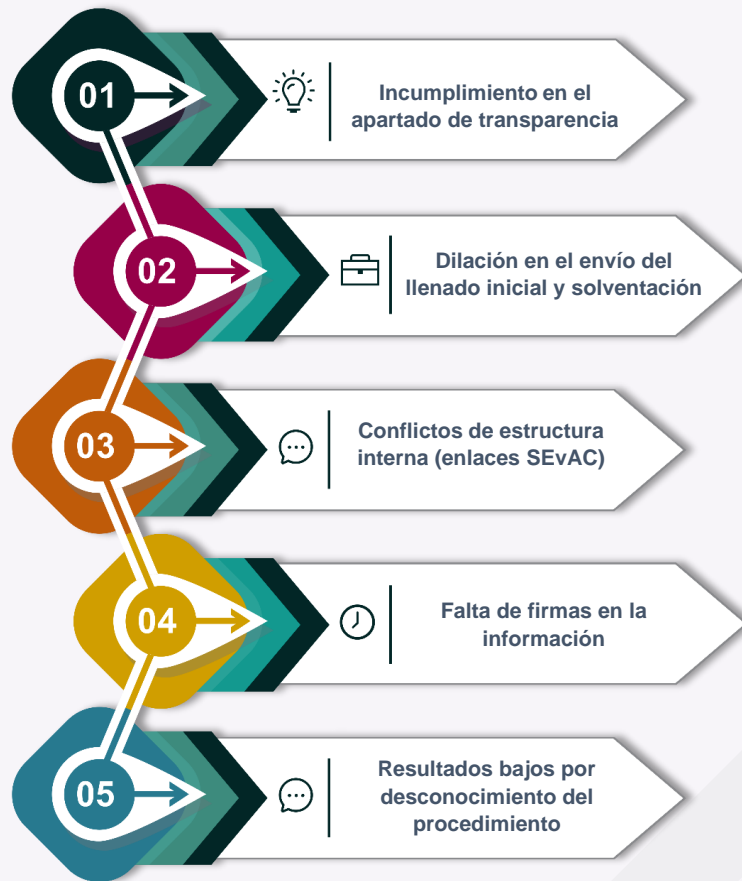 01
Incumplimiento en el
apartado de transparencia
02
Dilación en el envío del
llenado inicial y solventación
03
Conflictos de estructura
interna (enlaces SEvAC)
04
Falta de firmas en la
información
05
Resultados bajos por
desconocimiento del
procedimiento